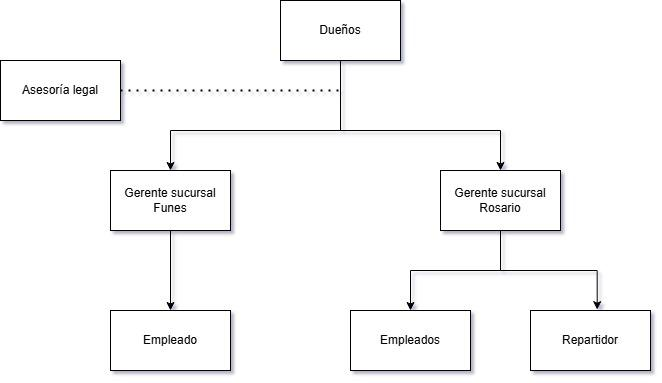 Dueños
Asesoría legal
Gerente sucursal
Funes
Gerente sucursal
Rosario
Empleado
Empleados
Repartidor